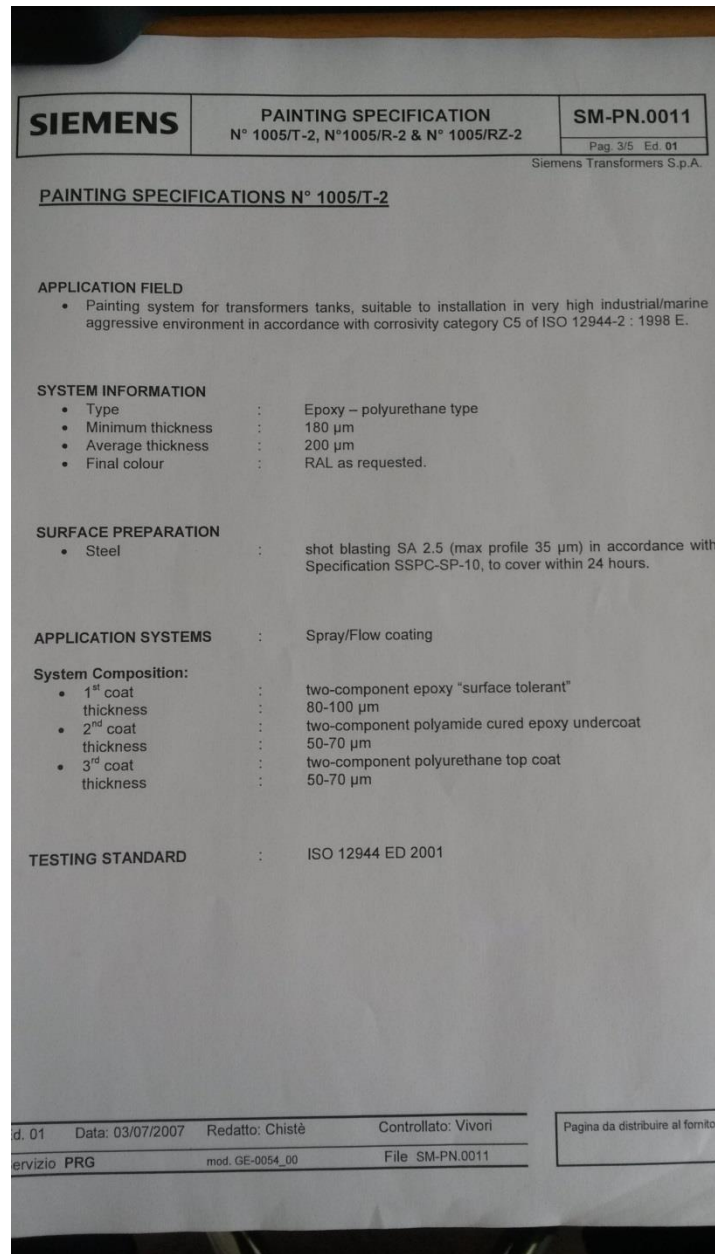 SIEMENS
PAINTING SPECIFICATION
N° 1005/T-2, N°1005/R-2 & N° 1005/RZ-2
SM-PN.0011
Pag. 3/5 Ed. 01
Siemens Transformers S.p.A.
PAINTING SPECIFICATIONS N° 1005/T-2
APPLICATION FIELD
• Painting system for transformers tanks, suitable to installation in very high industrial/marine
aggressive environment in accordance with corrosivity category C5 of ISO 12944-2 : 1998 E.
SYSTEM INFORMATION
• Type : Epoxy – polyurethane type
• Minimum thickness : 180 µm
• Average thickness : 200 µm
• Final colour : RAL as requested.
SURFACE PREPARATION
• Steel : shot blasting SA 2.5 (max profile 35 µm) in accordance with
Specification SSPC-SP-10, to cover within 24 hours.
APPLICATION SYSTEMS : Spray/Flow coating
System Composition:
• 1st coat : two-component epoxy “surface tolerant”
thickness : 80-100 µm
• 2nd coat : two-component polyamide cured epoxy undercoat
thickness : 50-70 µm
• 3rd coat : two-component polyurethane top coat
thickness : 50-70 µm
TESTING STANDARD : ISO 12944 ED 2001
d. 01 Data: 03/07/2007 Redatto: Chistè Controllato: Vivori Pagina da distribuire al fornito
ervizio PRG mod. GE-0054_00 File SM-PN.0011